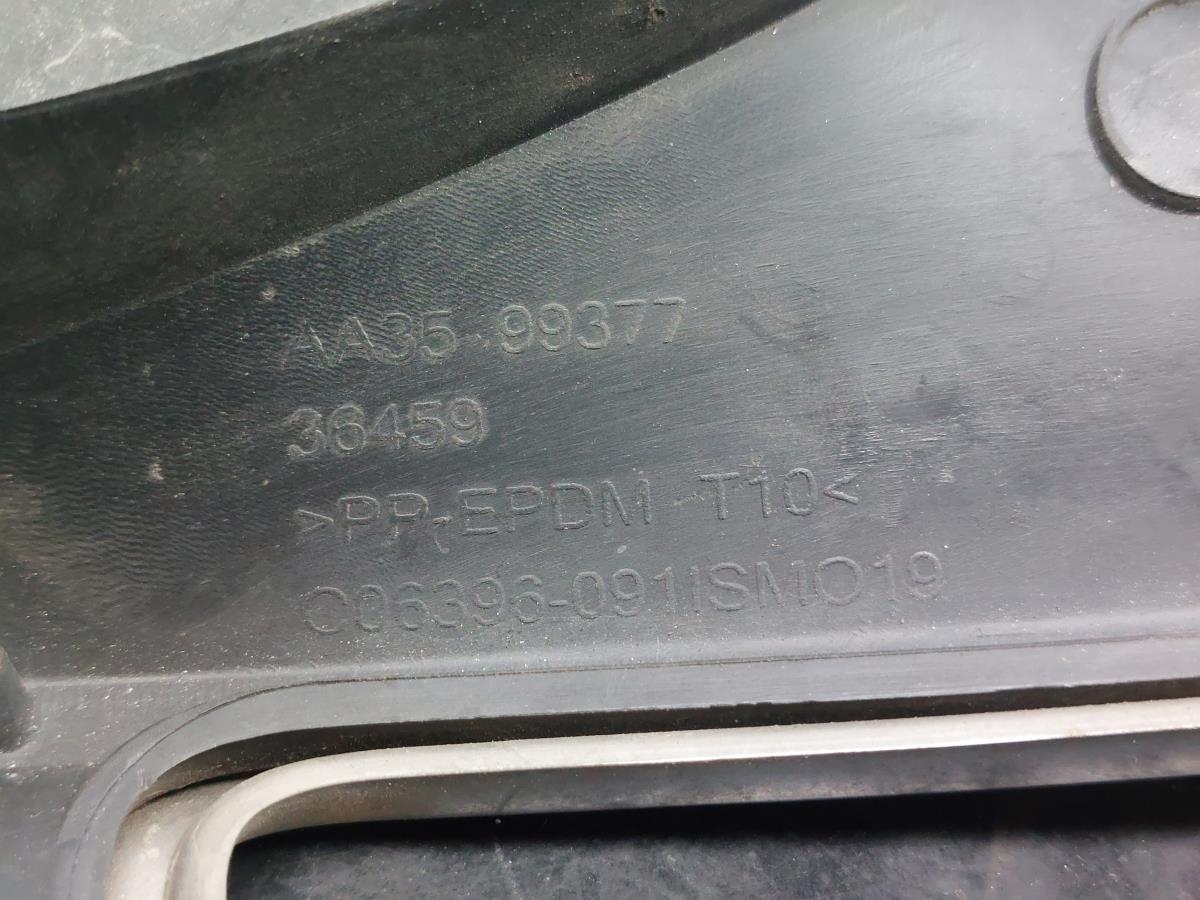 AA35-99377
36459
>PP-EPDM-T10<
C06396-091ISMO19